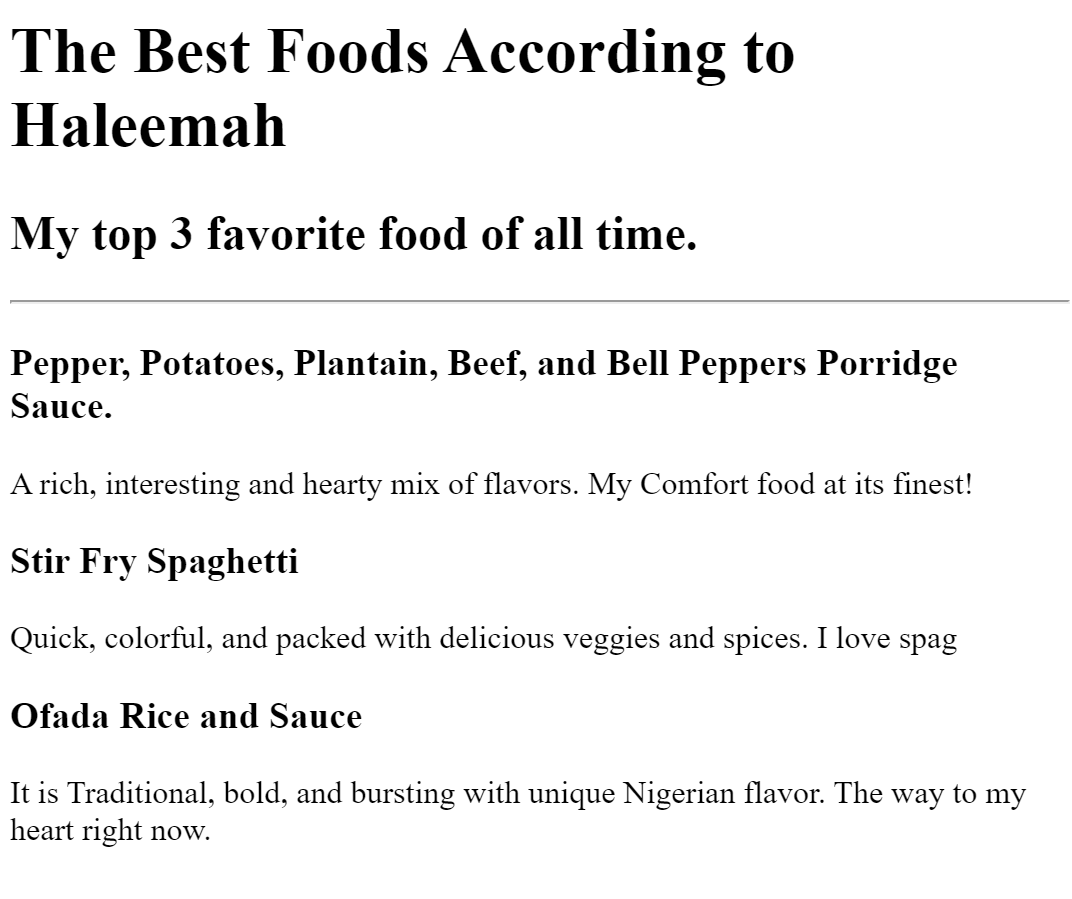 The Best Foods According to
Haleemah
My top 3 favorite food of all time.
Pepper, Potatoes, Plantain, Beef, and Bell Peppers Porridge
Sauce.
A rich, interesting and hearty mix of flavors. My Comfort food at its finest!
Stir Fry Spaghetti
Quick, colorful, and packed with delicious veggies and spices. I love spag
Ofada Rice and Sauce
It is Traditional, bold, and bursting with unique Nigerian flavor. The way to my
heart right now.